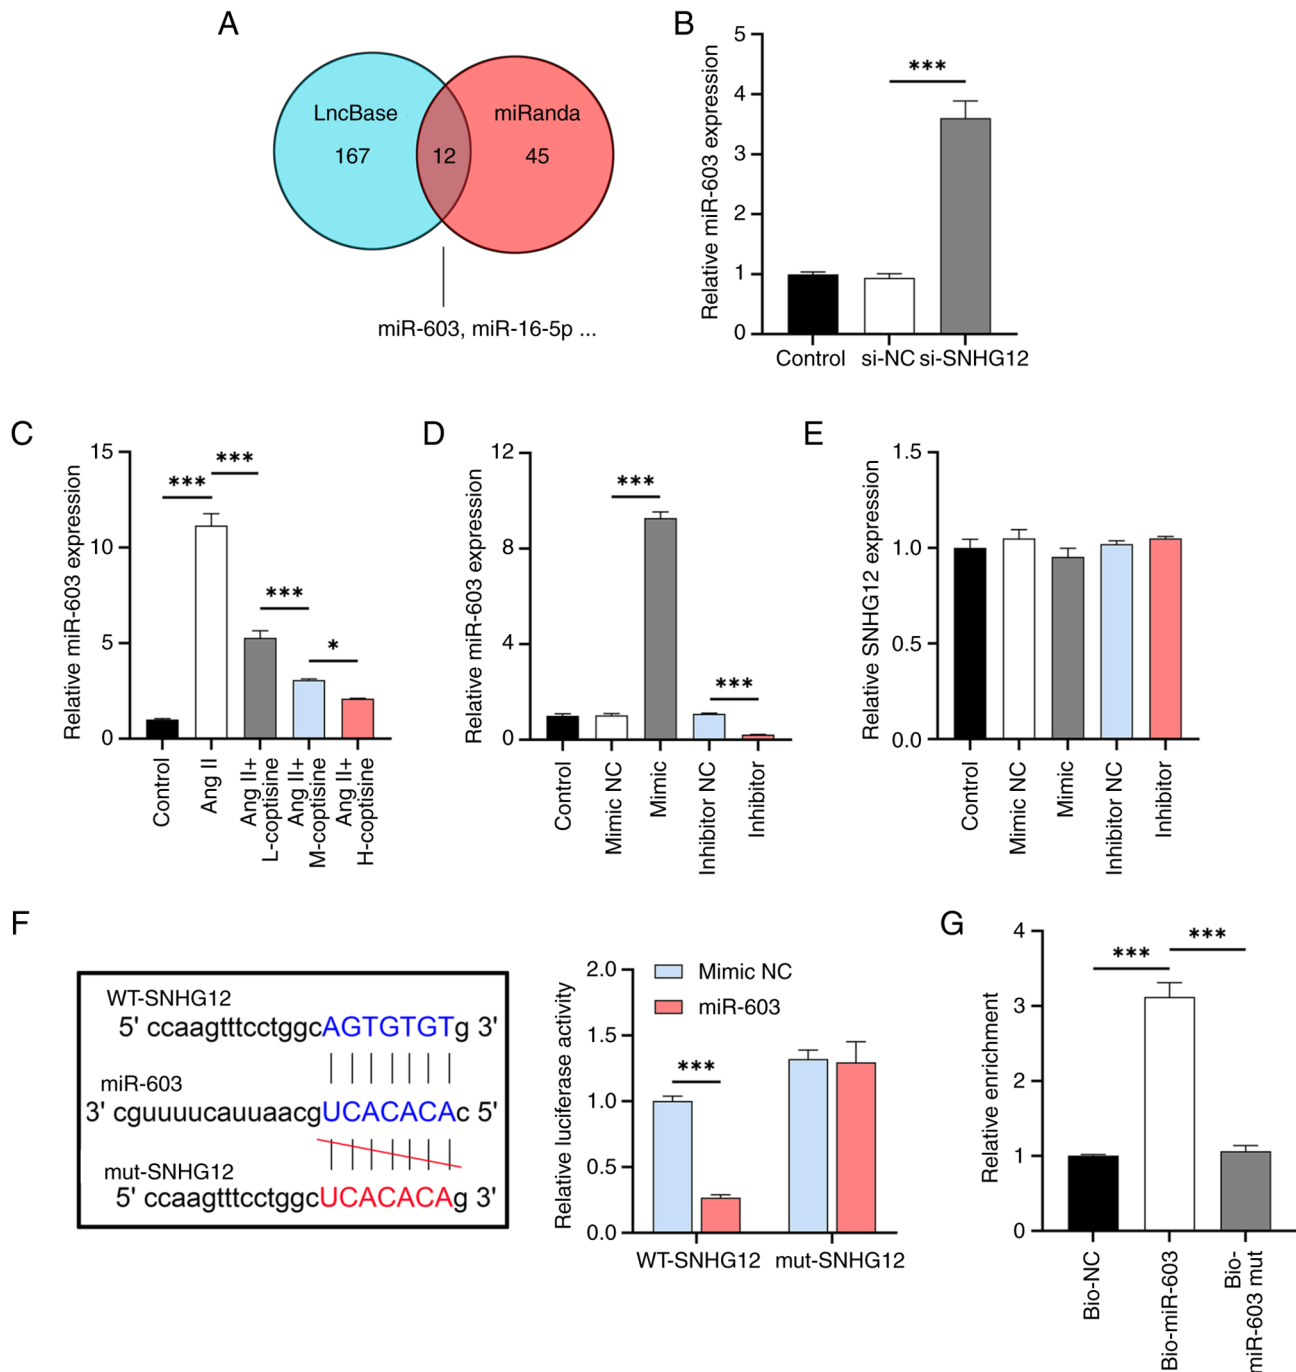 A
LncBase
miRanda
167
12
45
miR-603, miR-16-5p ...
B
Relative miR-603 expression
5
4
3
2
1
0
***
Control
si-NC
si-SNHG12
C
Relative miR-603 expression
15
10
5
0
***
***
***
*
Control
Ang II
Ang II+
L-coptisine
Ang II+
M-coptisine
Ang II+
H-coptisine
D
Relative miR-603 expression
12
8
4
0
***
***
Control
Mimic NC
Mimic
Inhibitor NC
Inhibitor
E
Relative SNHG12 expression
1.5
1.0
0.5
0.0
Control
Mimic NC
Mimic
Inhibitor NC
Inhibitor
F
WT-SNHG12
5' ccaagtttcctggcAGTGTGTg 3'
miR-603
3' cguuuucauuaacgUCACACAc 5'
mut-SNHG12
5' ccaagtttcctggcUCACACAg 3'
Relative luciferase activity
2.0
1.5
1.0
0.5
0.0
Mimic NC
miR-603
***
WT-SNHG12
mut-SNHG12
G
Relative enrichment
4
3
2
1
0
***
***
Bio-NC
Bio-miR-603
Bio-
miR-603 mut